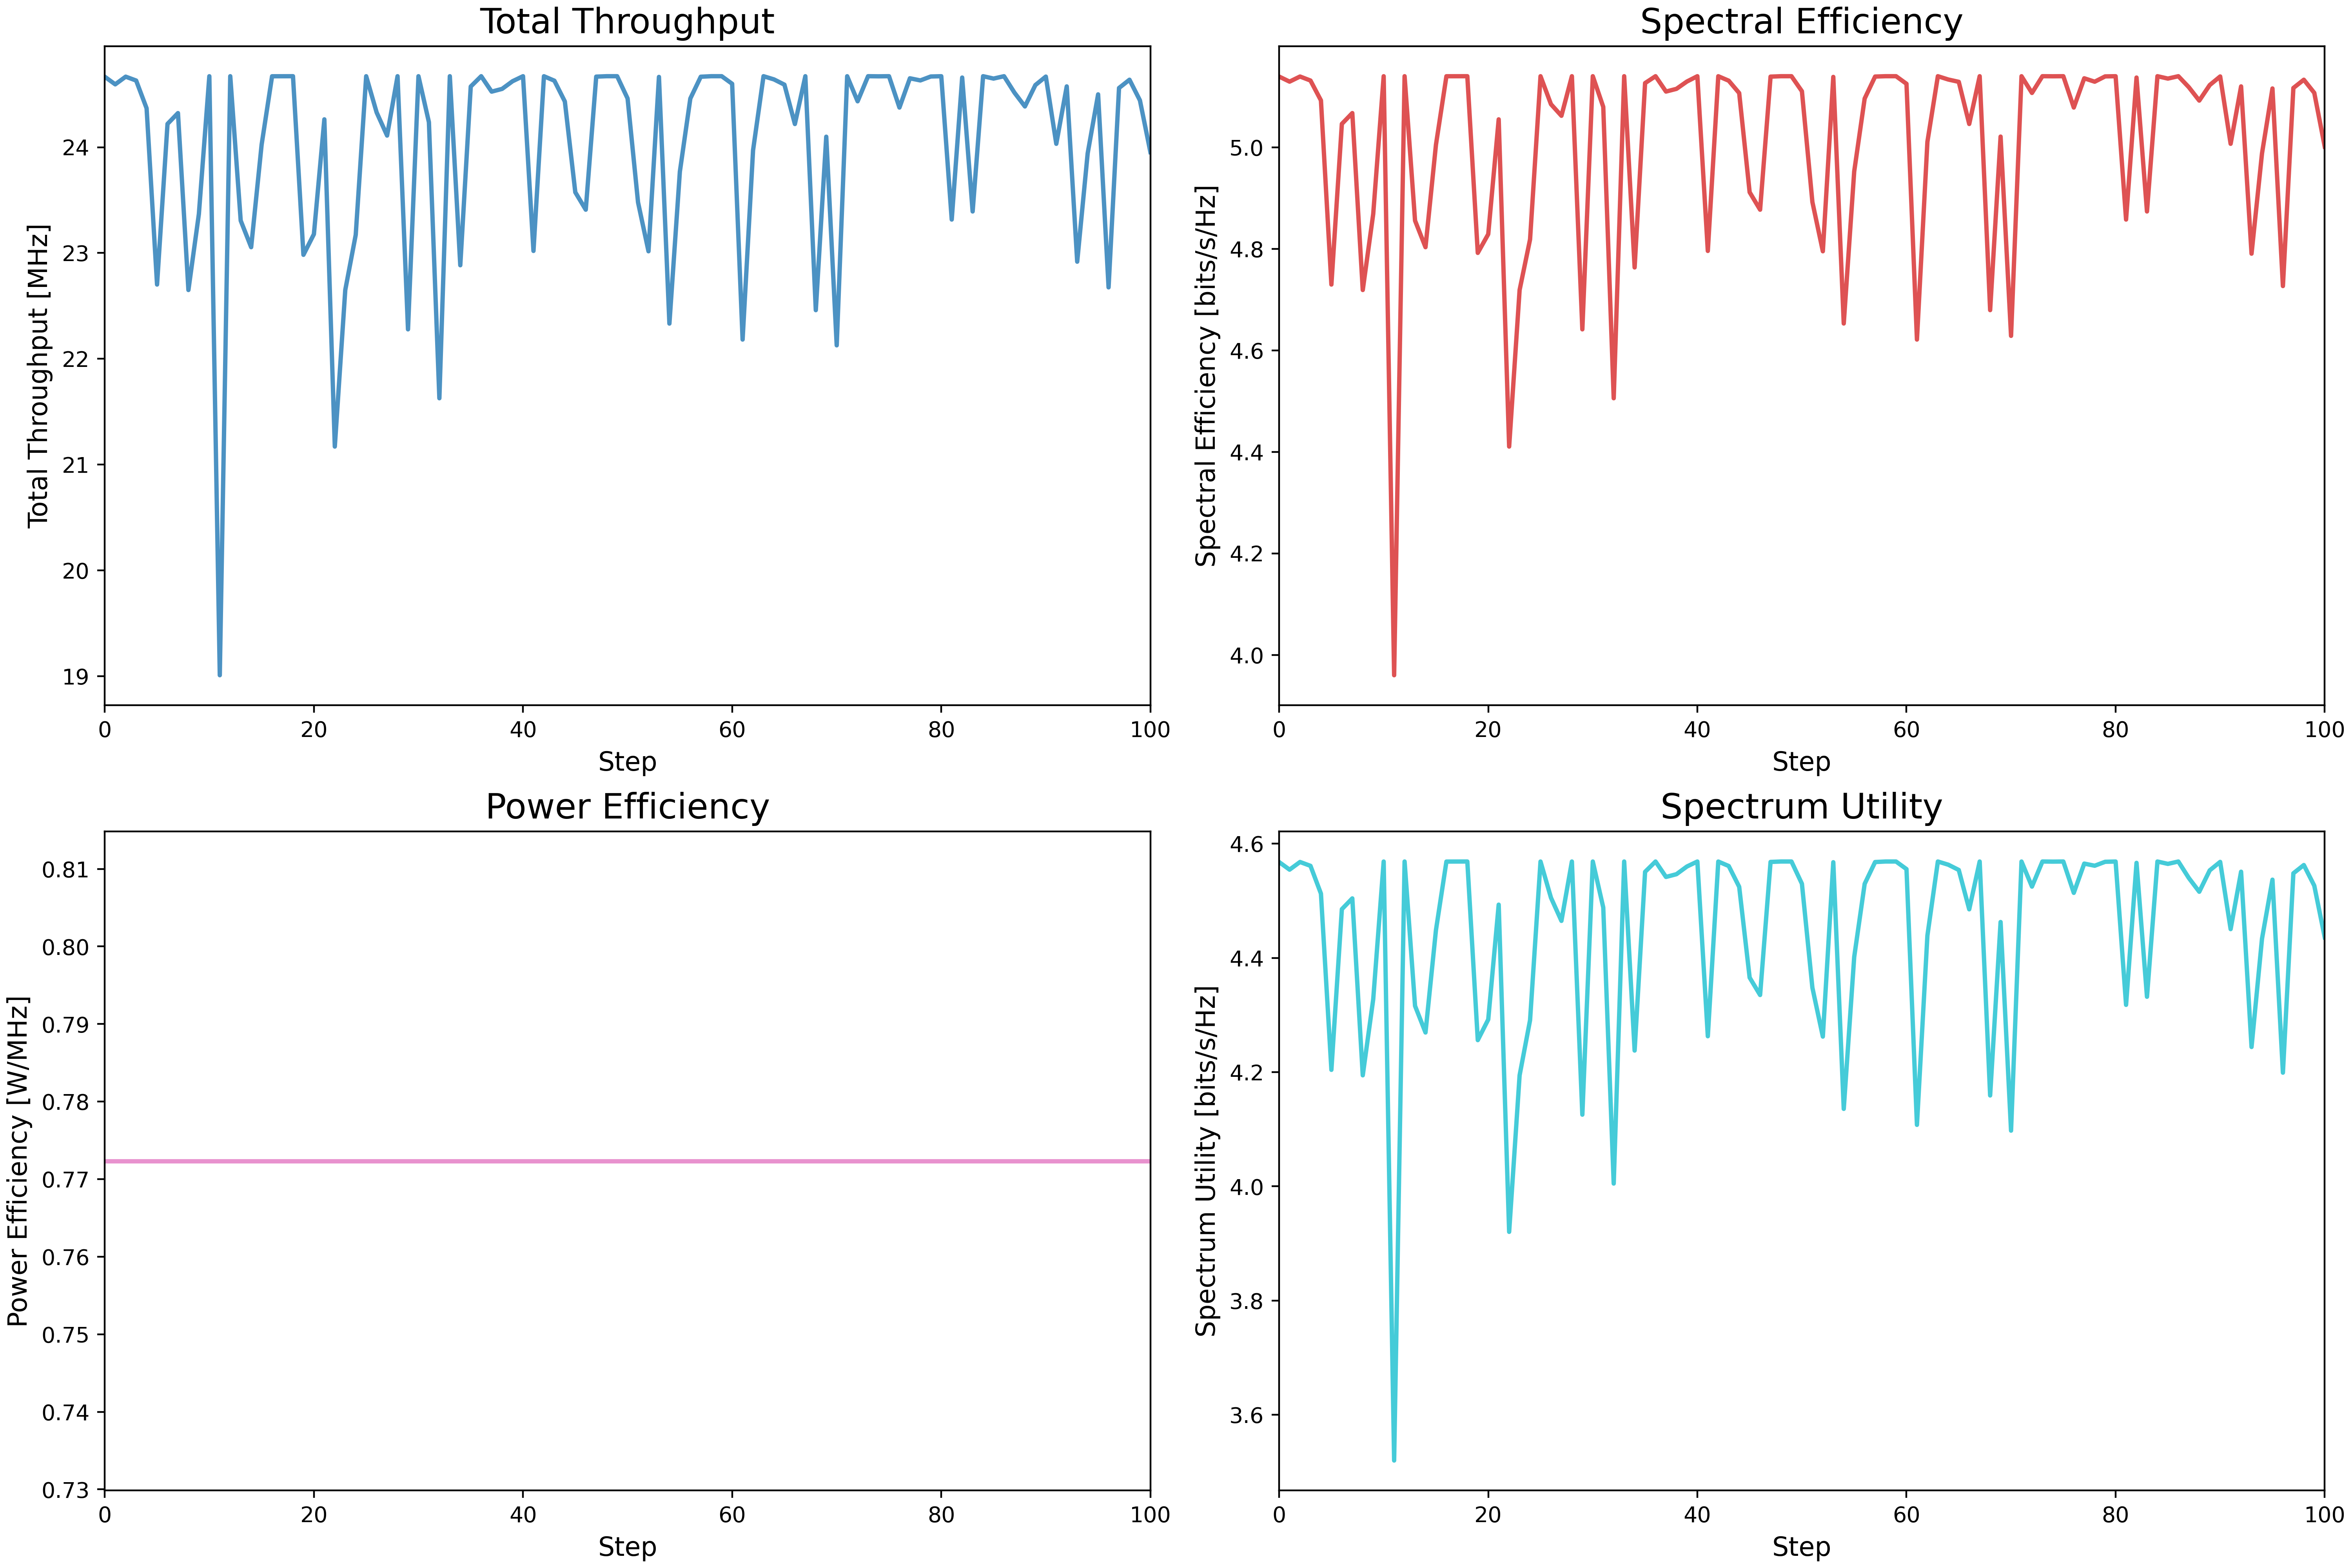 Total Throughput
Total Throughput [MHz]
24
23
22
21
20
19
0 20 40 60 80 100
Step
Spectral Efficiency
Spectral Efficiency [bits/s/Hz]
5.0
4.8
4.6
4.4
4.2
4.0
0 20 40 60 80 100
Step
Power Efficiency
Power Efficiency [W/MHz]
0.81
0.80
0.79
0.78
0.77
0.76
0.75
0.74
0.73
0 20 40 60 80 100
Step
Spectrum Utility
Spectrum Utility [bits/s/Hz]
4.6
4.4
4.2
4.0
3.8
3.6
0 20 40 60 80 100
Step